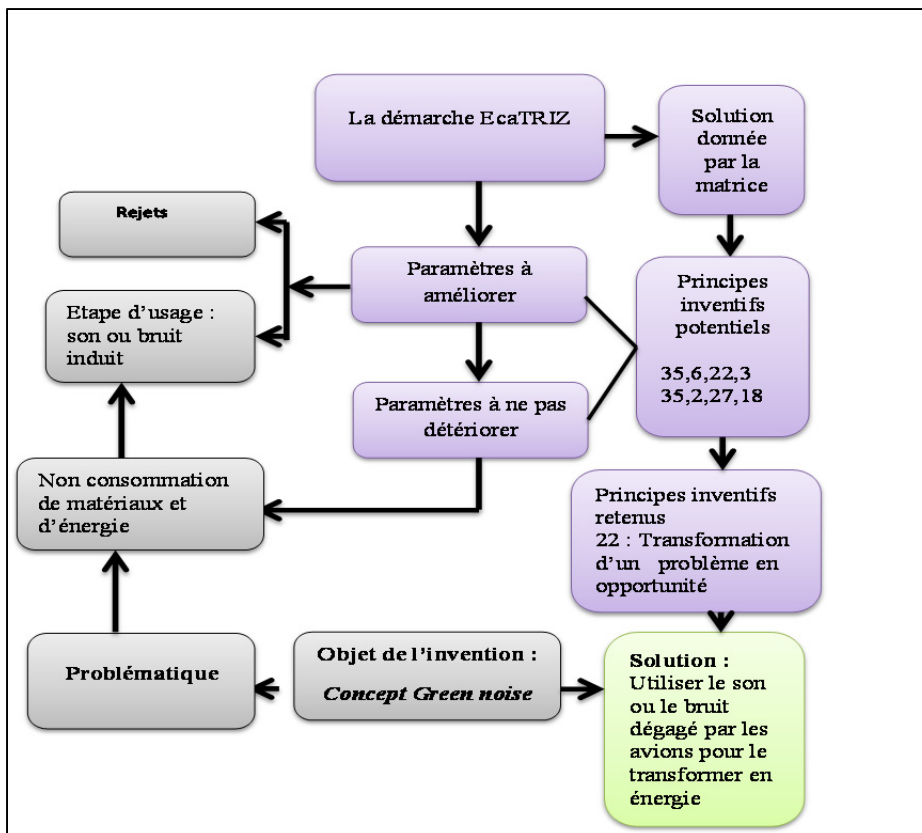 La démarche EcaTRIZ
Solution
donnée
par la
matrice
Rejets
Paramètres à
améliorer
Principes
inventifs
potentiels
35,6,22,3
35,2,27,18
Etape d'usage :
son ou bruit
induit
Paramètres à ne pas
détériorer
Non consommation
de matériaux et
d'énergie
Principes inventifs
retenus
22 : Transformation
d'un problème en
opportunité
Problématique
Objet de l'invention :
Concept Green noise
Solution :
Utiliser le son
ou le bruit
dégagé par les
avions pour le
transformer en
énergie